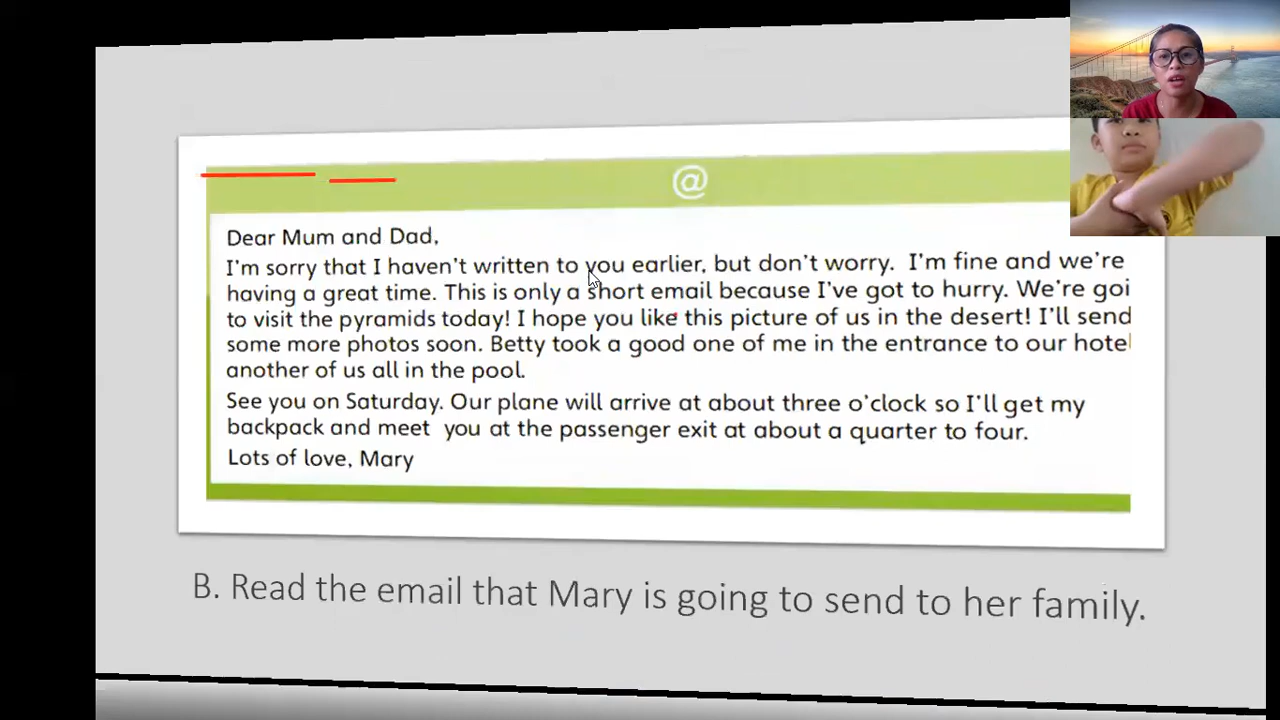 @
Dear Mum and Dad,
I'm sorry that I haven't written to you earlier, but don't worry. I'm fine and we're
having a great time. This is only a short email because I've got to hurry. We're goi
to visit the pyramids today! I hope you like this picture of us in the desert! I'll send
some more photos soon. Betty took a good one of me in the entrance to our hotel
another of us all in the pool.
See you on Saturday. Our plane will arrive at about three o'clock so I'll get my
backpack and meet you at the passenger exit at about a quarter to four.
Lots of love, Mary
B. Read the email that Mary is going to send to her family.